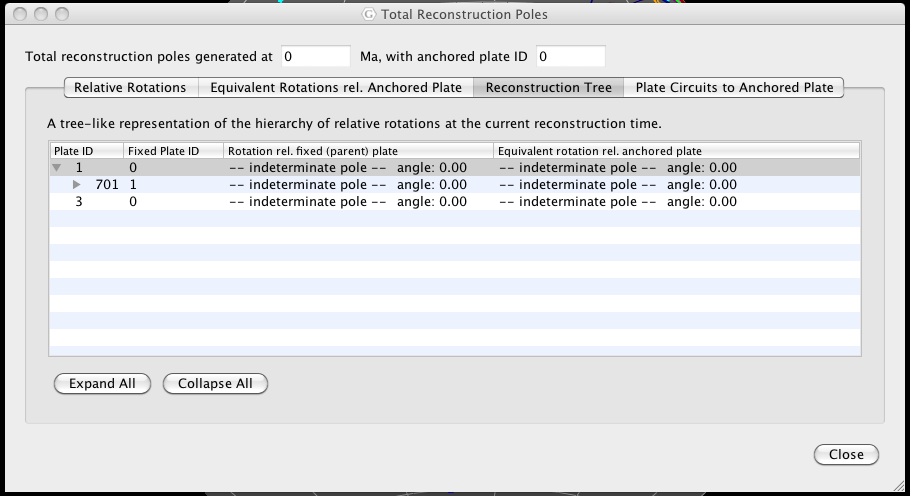 Total Reconstruction Poles
Total reconstruction poles generated at 0 Ma, with anchored plate ID 0
Relative Rotations Equivalent Rotations rel. Anchored Plate Reconstruction Tree Plate Circuits to Anchored Plate
A tree-like representation of the hierarchy of relative rotations at the current reconstruction time.
Plate ID Fixed Plate ID Rotation rel. fixed (parent) plate Equivalent rotation rel. anchored plate
1 0 -- indeterminate pole -- angle: 0.00 -- indeterminate pole -- angle: 0.00
701 1 -- indeterminate pole -- angle: 0.00 -- indeterminate pole -- angle: 0.00
3 0 -- indeterminate pole -- angle: 0.00 -- indeterminate pole -- angle: 0.00
Expand All Collapse All
Close